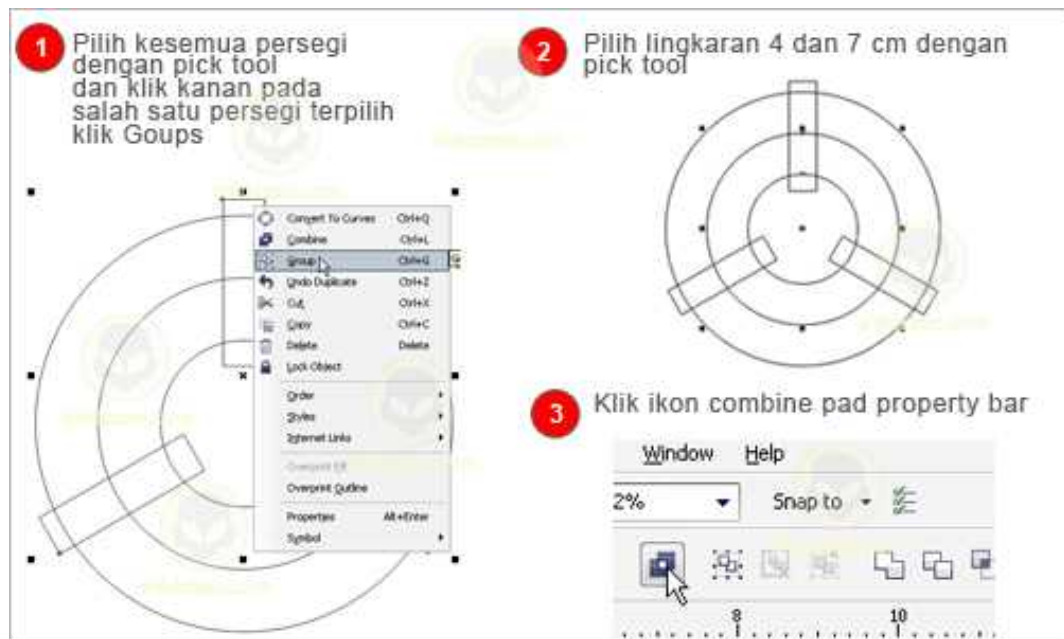 1
Pilih kesemua persegi
dengan pick tool
dan klik kanan pada
salah satu persegi terpilih
klik Goups
Convert To Curves Ctrl+Q
Combine Ctrl+L
Group Ctrl+G
Undo Duplicate Ctrl+Z
Cut Ctrl+X
Copy Ctrl+C
Delete Delete
Lock Object
Order
Styles
Internet Links
Overprint Fill
Overprint Outline
Properties Alt+Enter
Symbol
2
Pilih lingkaran 4 dan 7 cm dengan
pick tool
3
Klik ikon combine pad property bar
Window Help
2% Snap to
8 10